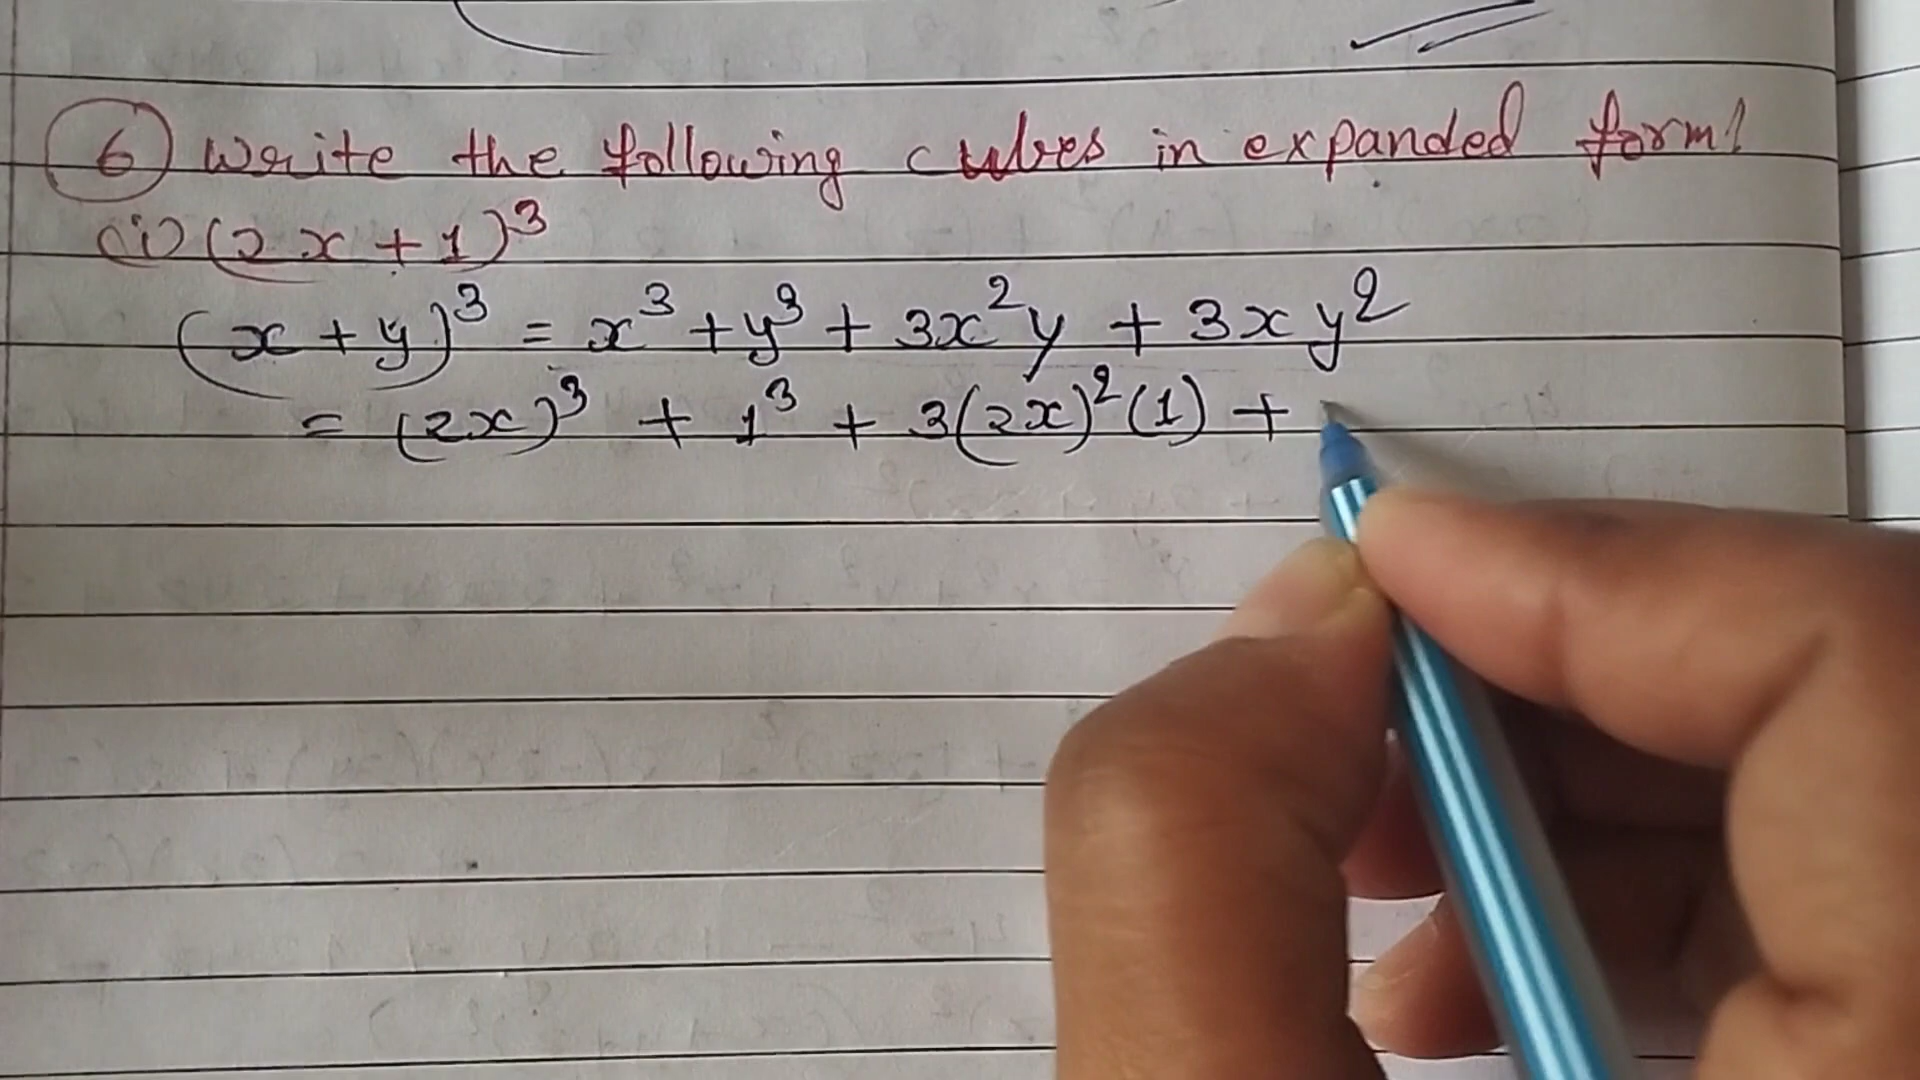 6 Write the following cubes in expanded form!
(i) (2x + 1)³
(x + y)³ = x³ + y³ + 3x²y + 3xy²
= (2x)³ + 1³ + 3(2x)²(1) +